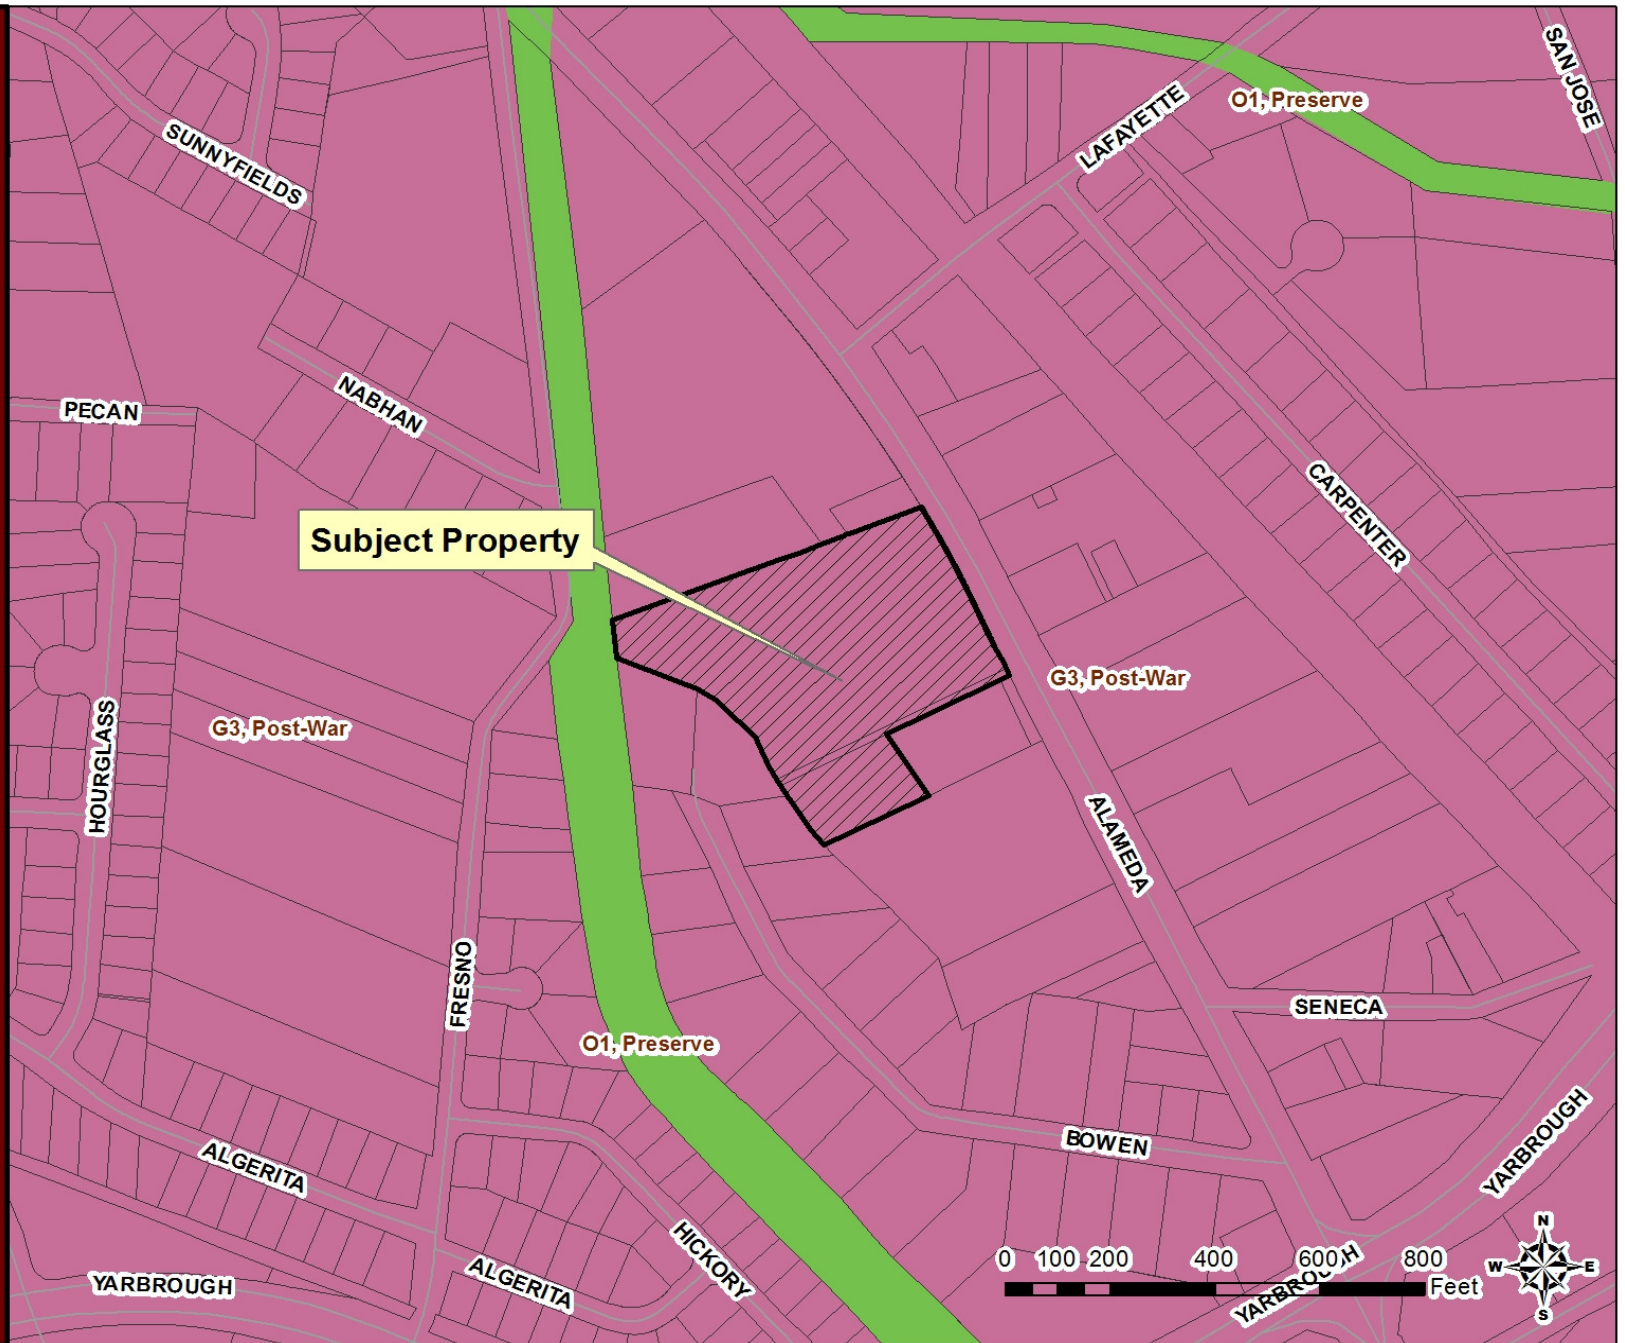 SAN JOSE
O1, Preserve
LAFAYETTE
SUNNYFIELDS
NABHAN
PECAN
CARPENTER
Subject Property
G3, Post-War
G3, Post-War
HOURGLASS
ALAMEDA
FRESNO
SENECA
O1, Preserve
BOWEN
YARBROUGH
ALGERITA
HICKORY
ALGERITA
YARBROUGH
YARBROUGH
0 100 200 400 600 800
Feet
N
W E
S